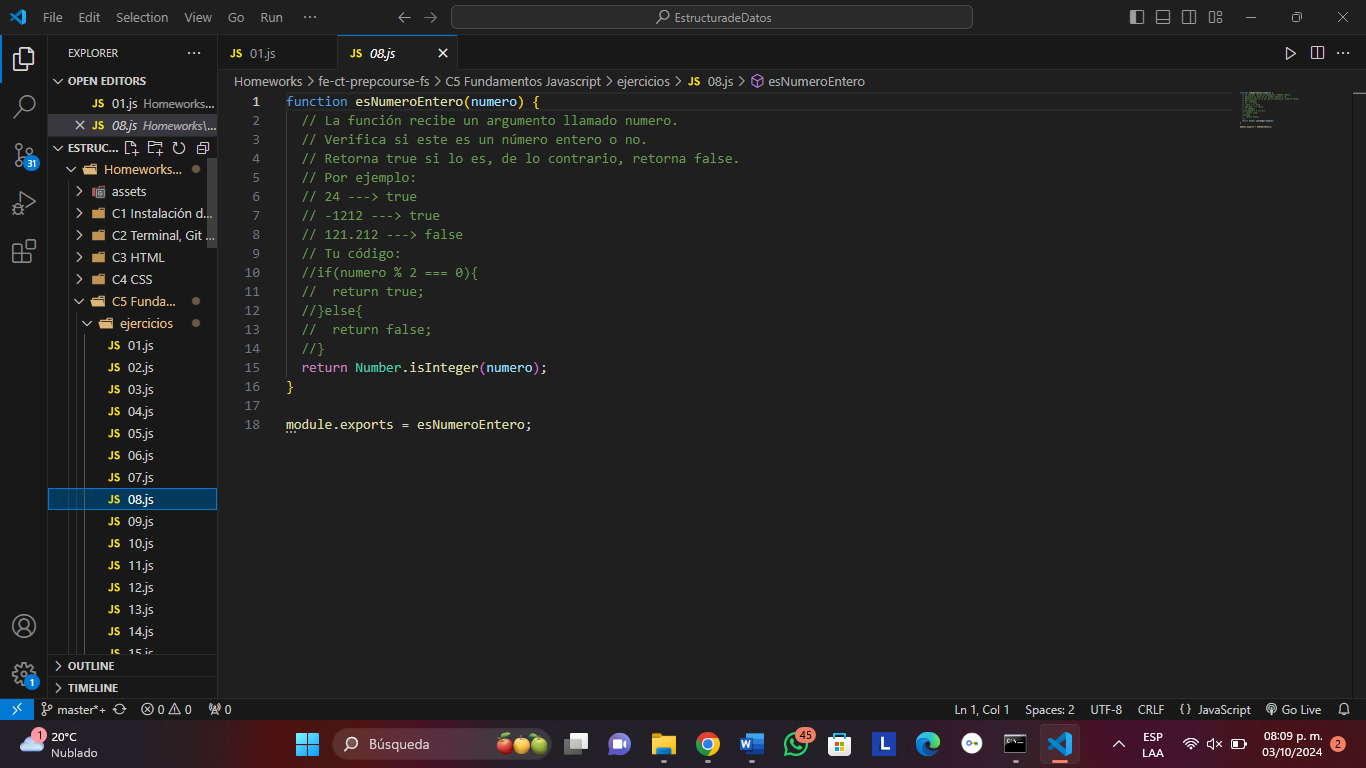 File Edit Selection View Go Run ···
EstructuradeDatos
EXPLORER ···
OPEN EDITORS
JS 01.js Homeworks...
JS 08.js Homeworks\...
ESTRUC...
Homeworks...
assets
C1 Instalación d...
C2 Terminal, Git ...
C3 HTML
C4 CSS
C5 Funda...
ejercicios
JS 01.js
JS 02.js
JS 03.js
JS 04.js
JS 05.js
JS 06.js
JS 07.js
JS 08.js
JS 09.js
JS 10.js
JS 11.js
JS 12.js
JS 13.js
JS 14.js
JS 15.js
OUTLINE
TIMELINE
31
1
JS 01.js
JS 08.js
Homeworks > fe-ct-prepcourse-fs > C5 Fundamentos Javascript > ejercicios > JS 08.js > esNumeroEntero
1 function esNumeroEntero(numero) {
2 // La función recibe un argumento llamado numero.
3 // Verifica si este es un número entero o no.
4 // Retorna true si lo es, de lo contrario, retorna false.
5 // Por ejemplo:
6 // 24 ---> true
7 // -1212 ---> true
8 // 121.212 ---> false
9 // Tu código:
10 //if(numero % 2 === 0){
11 //  return true;
12 //}else{
13 //  return false;
14 //}
15 return Number.isInteger(numero);
16 }
17
18 module.exports = esNumeroEntero;
master*+ 0 0 0
Ln 1, Col 1 Spaces: 2 UTF-8 CRLF {} JavaScript Go Live
1 20°C
Nublado
Búsqueda
45
L
ESP
LAA
08:09 p. m.
03/10/2024
2